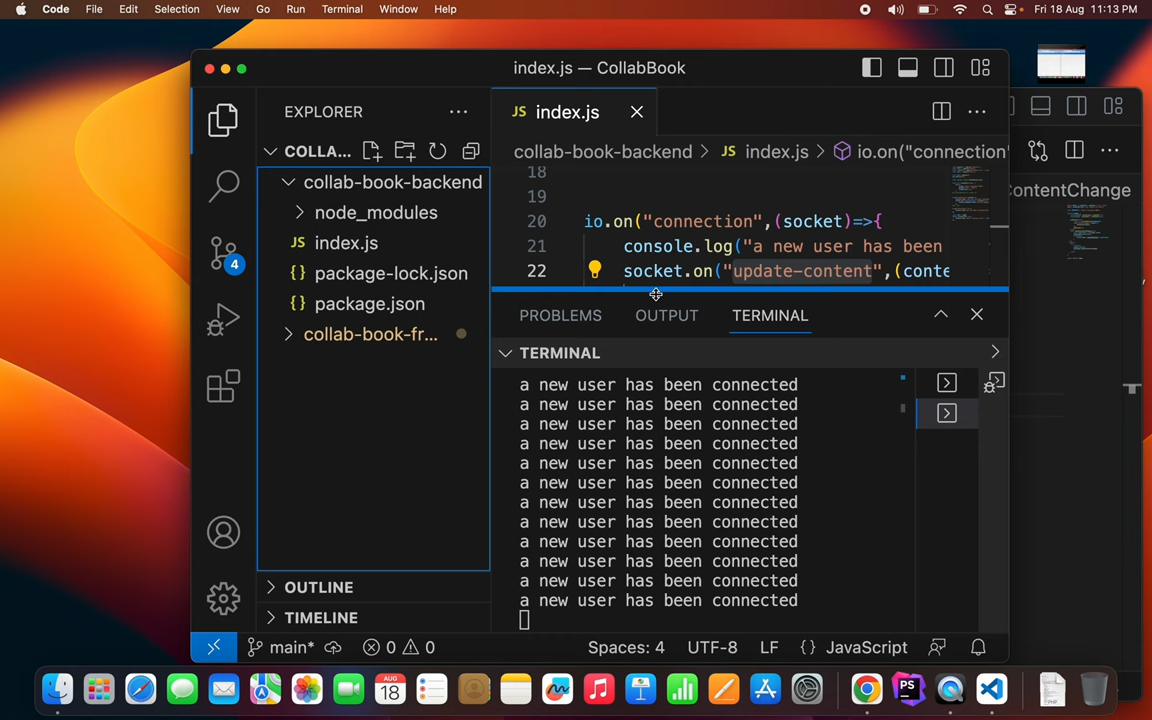 Code File Edit Selection View Go Run Terminal Window Help Fri 18 Aug 11:13 PM
index.js — CollabBook
EXPLORER
JS index.js
COLLA...
collab-book-backend > JS index.js > io.on("connection"
ContentChange
collab-book-backend
node_modules
JS index.js
{} package-lock.json
{} package.json
collab-book-fr...
18
19
20 io.on("connection",(socket)=>{
21 console.log("a new user has been
22 socket.on("update-content",(conte
PROBLEMS OUTPUT TERMINAL
TERMINAL
a new user has been connected
a new user has been connected
a new user has been connected
a new user has been connected
a new user has been connected
a new user has been connected
a new user has been connected
a new user has been connected
a new user has been connected
a new user has been connected
a new user has been connected
a new user has been connected
4
OUTLINE
TIMELINE
main* 0 0 Spaces: 4 UTF-8 LF {} JavaScript
AUG
18
PS
PHP